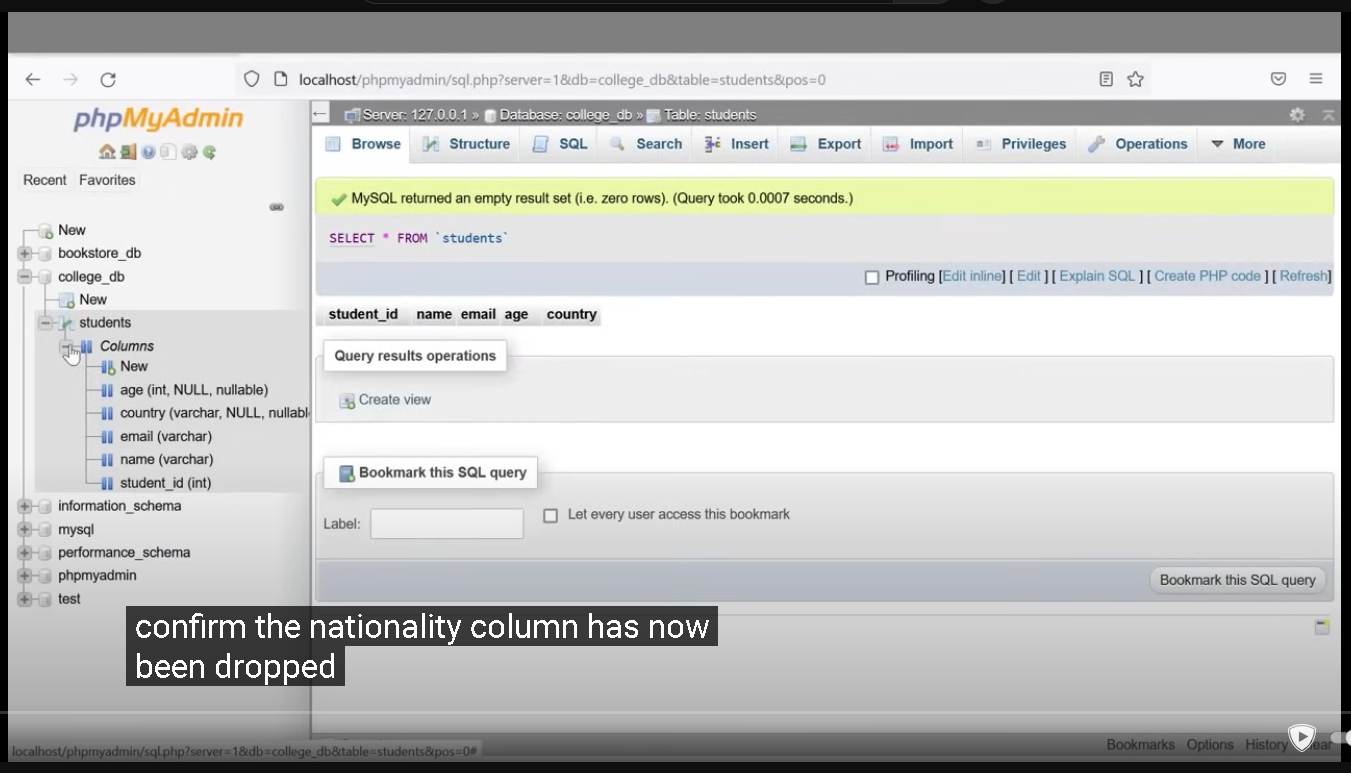 localhost/phpmyadmin/sql.php?server=1&db=college_db&table=students&pos=0
phpMyAdmin
Recent Favorites
New
bookstore_db
college_db
New
students
Columns
New
age (int, NULL, nullable)
country (varchar, NULL, nullabl
email (varchar)
name (varchar)
student_id (int)
information_schema
mysql
performance_schema
phpmyadmin
test
Server: 127.0.0.1 » Database: college_db » Table: students
Browse Structure SQL Search Insert Export Import Privileges Operations More
MySQL returned an empty result set (i.e. zero rows). (Query took 0.0007 seconds.)
SELECT * FROM `students`
Profiling [Edit inline] [ Edit ] [ Explain SQL ] [ Create PHP code ] [ Refresh]
student_id name email age country
Query results operations
Create view
Bookmark this SQL query
Label:
Let every user access this bookmark
Bookmark this SQL query
confirm the nationality column has now
been dropped
localhost/phpmyadmin/sql.php?server=1&db=college_db&table=students&pos=0#
Bookmarks Options History